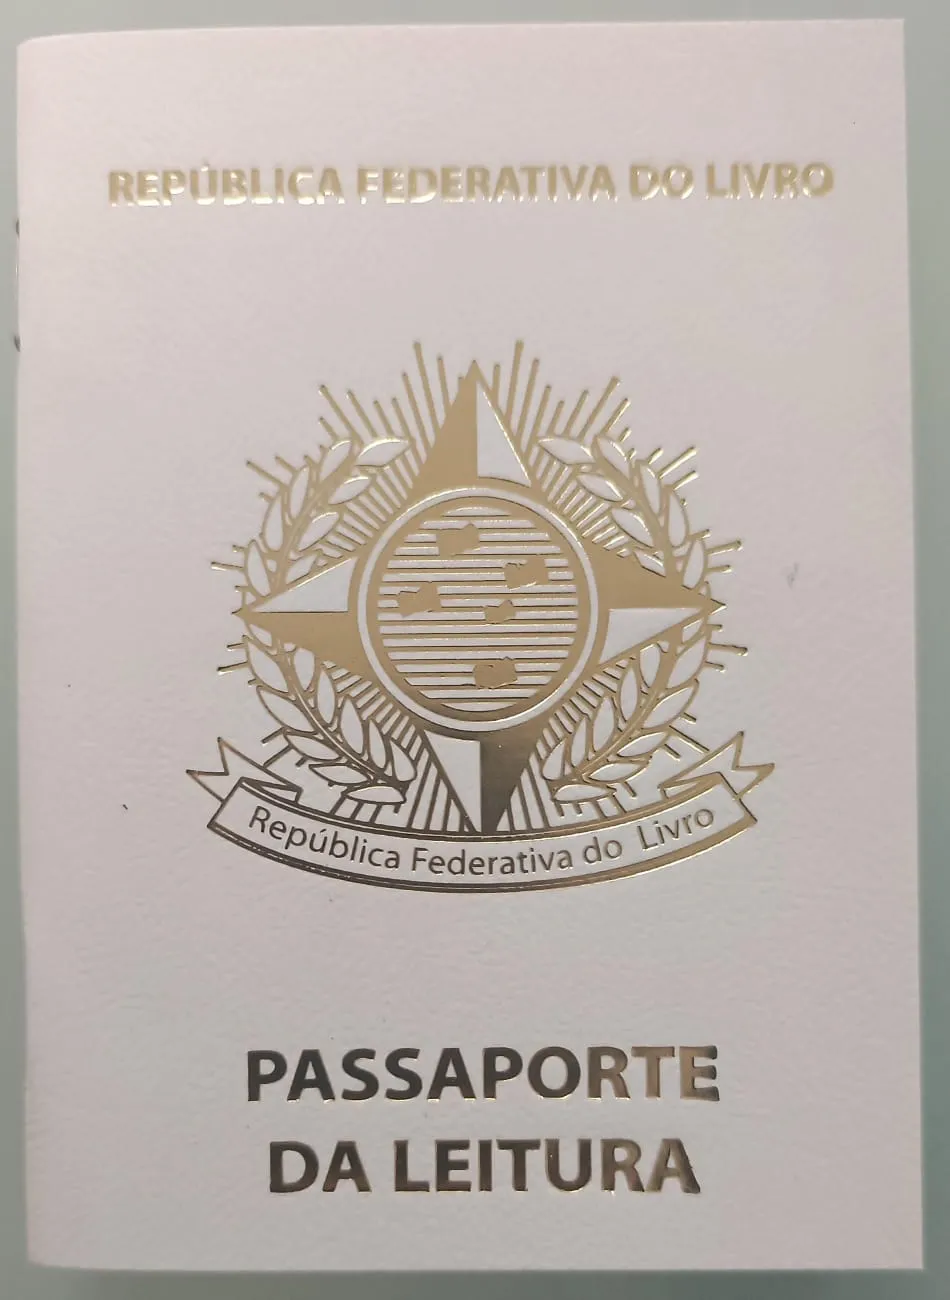 REPÚBLICA FEDERATIVA DO LIVRO
República Federativa do Livro
PASSAPORTE
DA LEITURA